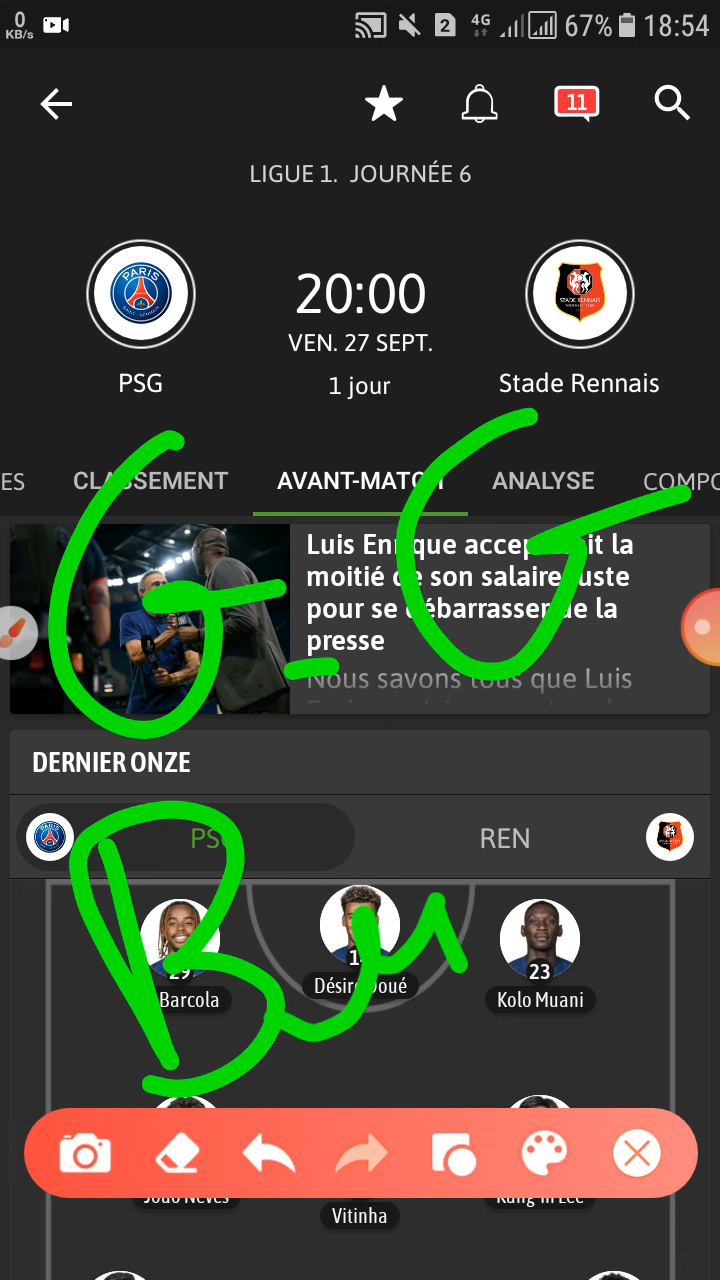 0 KB/s 2 4G 67% 18:54
11
LIGUE 1. JOURNÉE 6
PARIS
STADE RENNAIS
20:00
VEN. 27 SEPT.
1 jour
PSG
Stade Rennais
ES CLASSEMENT AVANT-MATCH ANALYSE COMPO
Luis Enrique accepterait la
moitié de son salaire juste
pour se débarrasser de la
presse
Nous savons tous que Luis
G-G
DERNIER ONZE
PSG REN
Bu
29 23
Barcola Désiré Doué Kolo Muani
João Neves Kang-in Lee
Vitinha